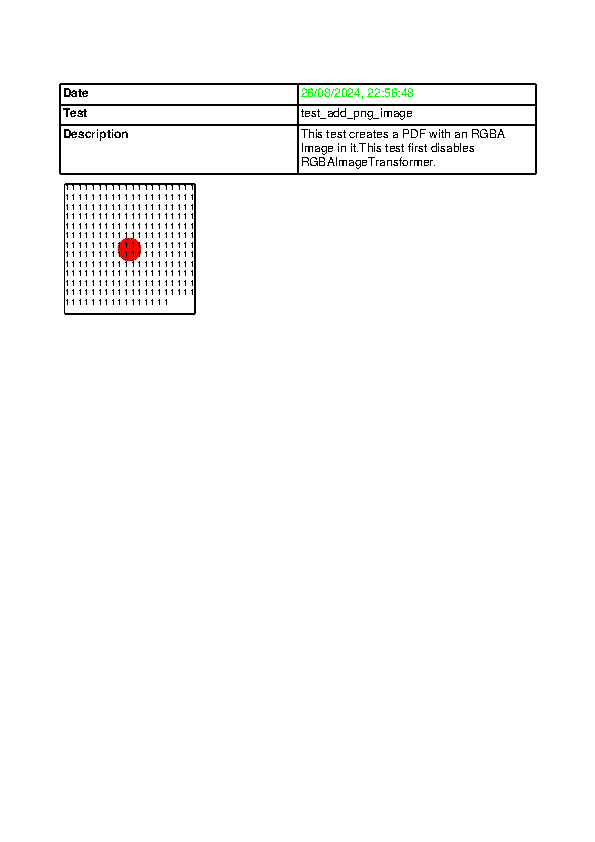 Date
Test
test_add_png_image
Description
This test creates a PDF with an RGBA
Image in it.This test first disables
RGBAImageTransformer.
1 1 1 1 1 1 1 1 1 1 1 1 1 1 1 1 1 1 1 1
1 1 1 1 1 1 1 1 1 1 1 1 1 1 1 1 1 1 1 1
1 1 1 1 1 1 1 1 1 1 1 1 1 1 1 1 1 1 1 1
1 1 1 1 1 1 1 1 1 1 1 1 1 1 1 1 1 1 1 1
1 1 1 1 1 1 1 1 1 1 1 1 1 1 1 1 1 1 1 1
1 1 1 1 1 1 1 1 1 1 1 1 1 1 1 1 1 1 1 1
1 1 1 1 1 1 1 1 1 1 1 1 1 1 1 1 1 1 1 1
1 1 1 1 1 1 1 1 1 1 1 1 1 1 1 1 1 1 1 1
1 1 1 1 1 1 1 1 1 1 1 1 1 1 1 1 1 1 1 1
1 1 1 1 1 1 1 1 1 1 1 1 1 1 1 1 1 1 1 1
1 1 1 1 1 1 1 1 1 1 1 1 1 1 1 1 1 1 1 1
1 1 1 1 1 1 1 1 1 1 1 1 1 1 1 1 1 1 1 1
1 1 1 1 1 1 1 1 1 1 1 1 1 1 1 1